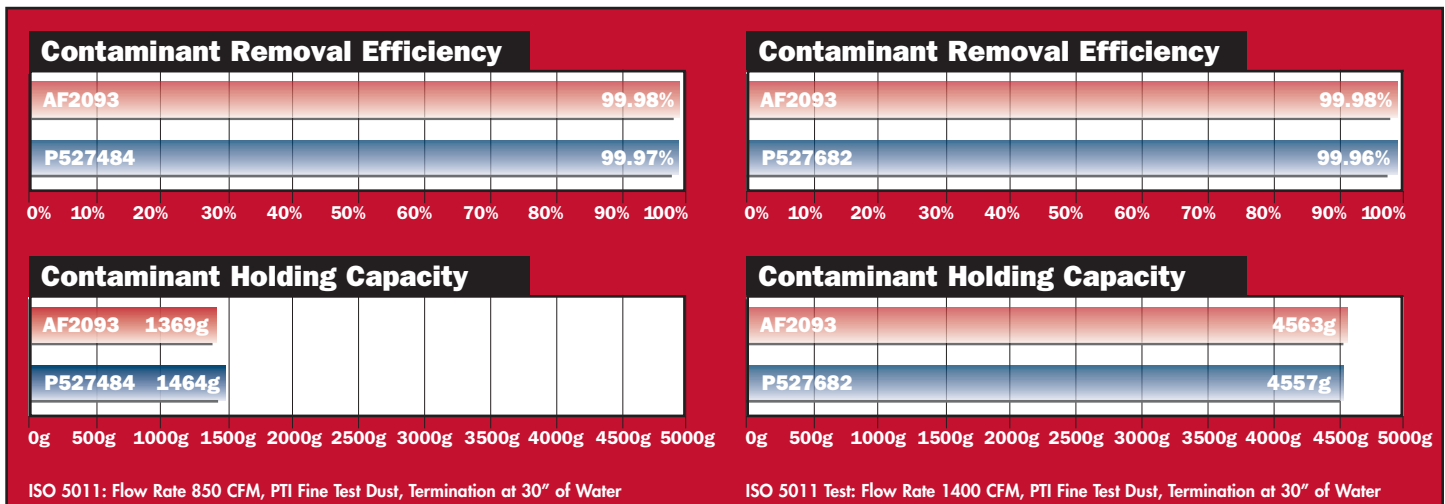 Contaminant Removal Efficiency
AF2093 99.98%
P527484 99.97%
0% 10% 20% 30% 40% 50% 60% 70% 80% 90% 100%
Contaminant Holding Capacity
AF2093 1369g
P527484 1464g
0g 500g 1000g 1500g 2000g 2500g 3000g 3500g 4000g 4500g 5000g
ISO 5011: Flow Rate 850 CFM, PTI Fine Test Dust, Termination at 30" of Water
Contaminant Removal Efficiency
AF2093 99.98%
P527682 99.96%
0% 10% 20% 30% 40% 50% 60% 70% 80% 90% 100%
Contaminant Holding Capacity
AF2093 4563g
P527682 4557g
0g 500g 1000g 1500g 2000g 2500g 3000g 3500g 4000g 4500g 5000g
ISO 5011 Test: Flow Rate 1400 CFM, PTI Fine Test Dust, Termination at 30" of Water